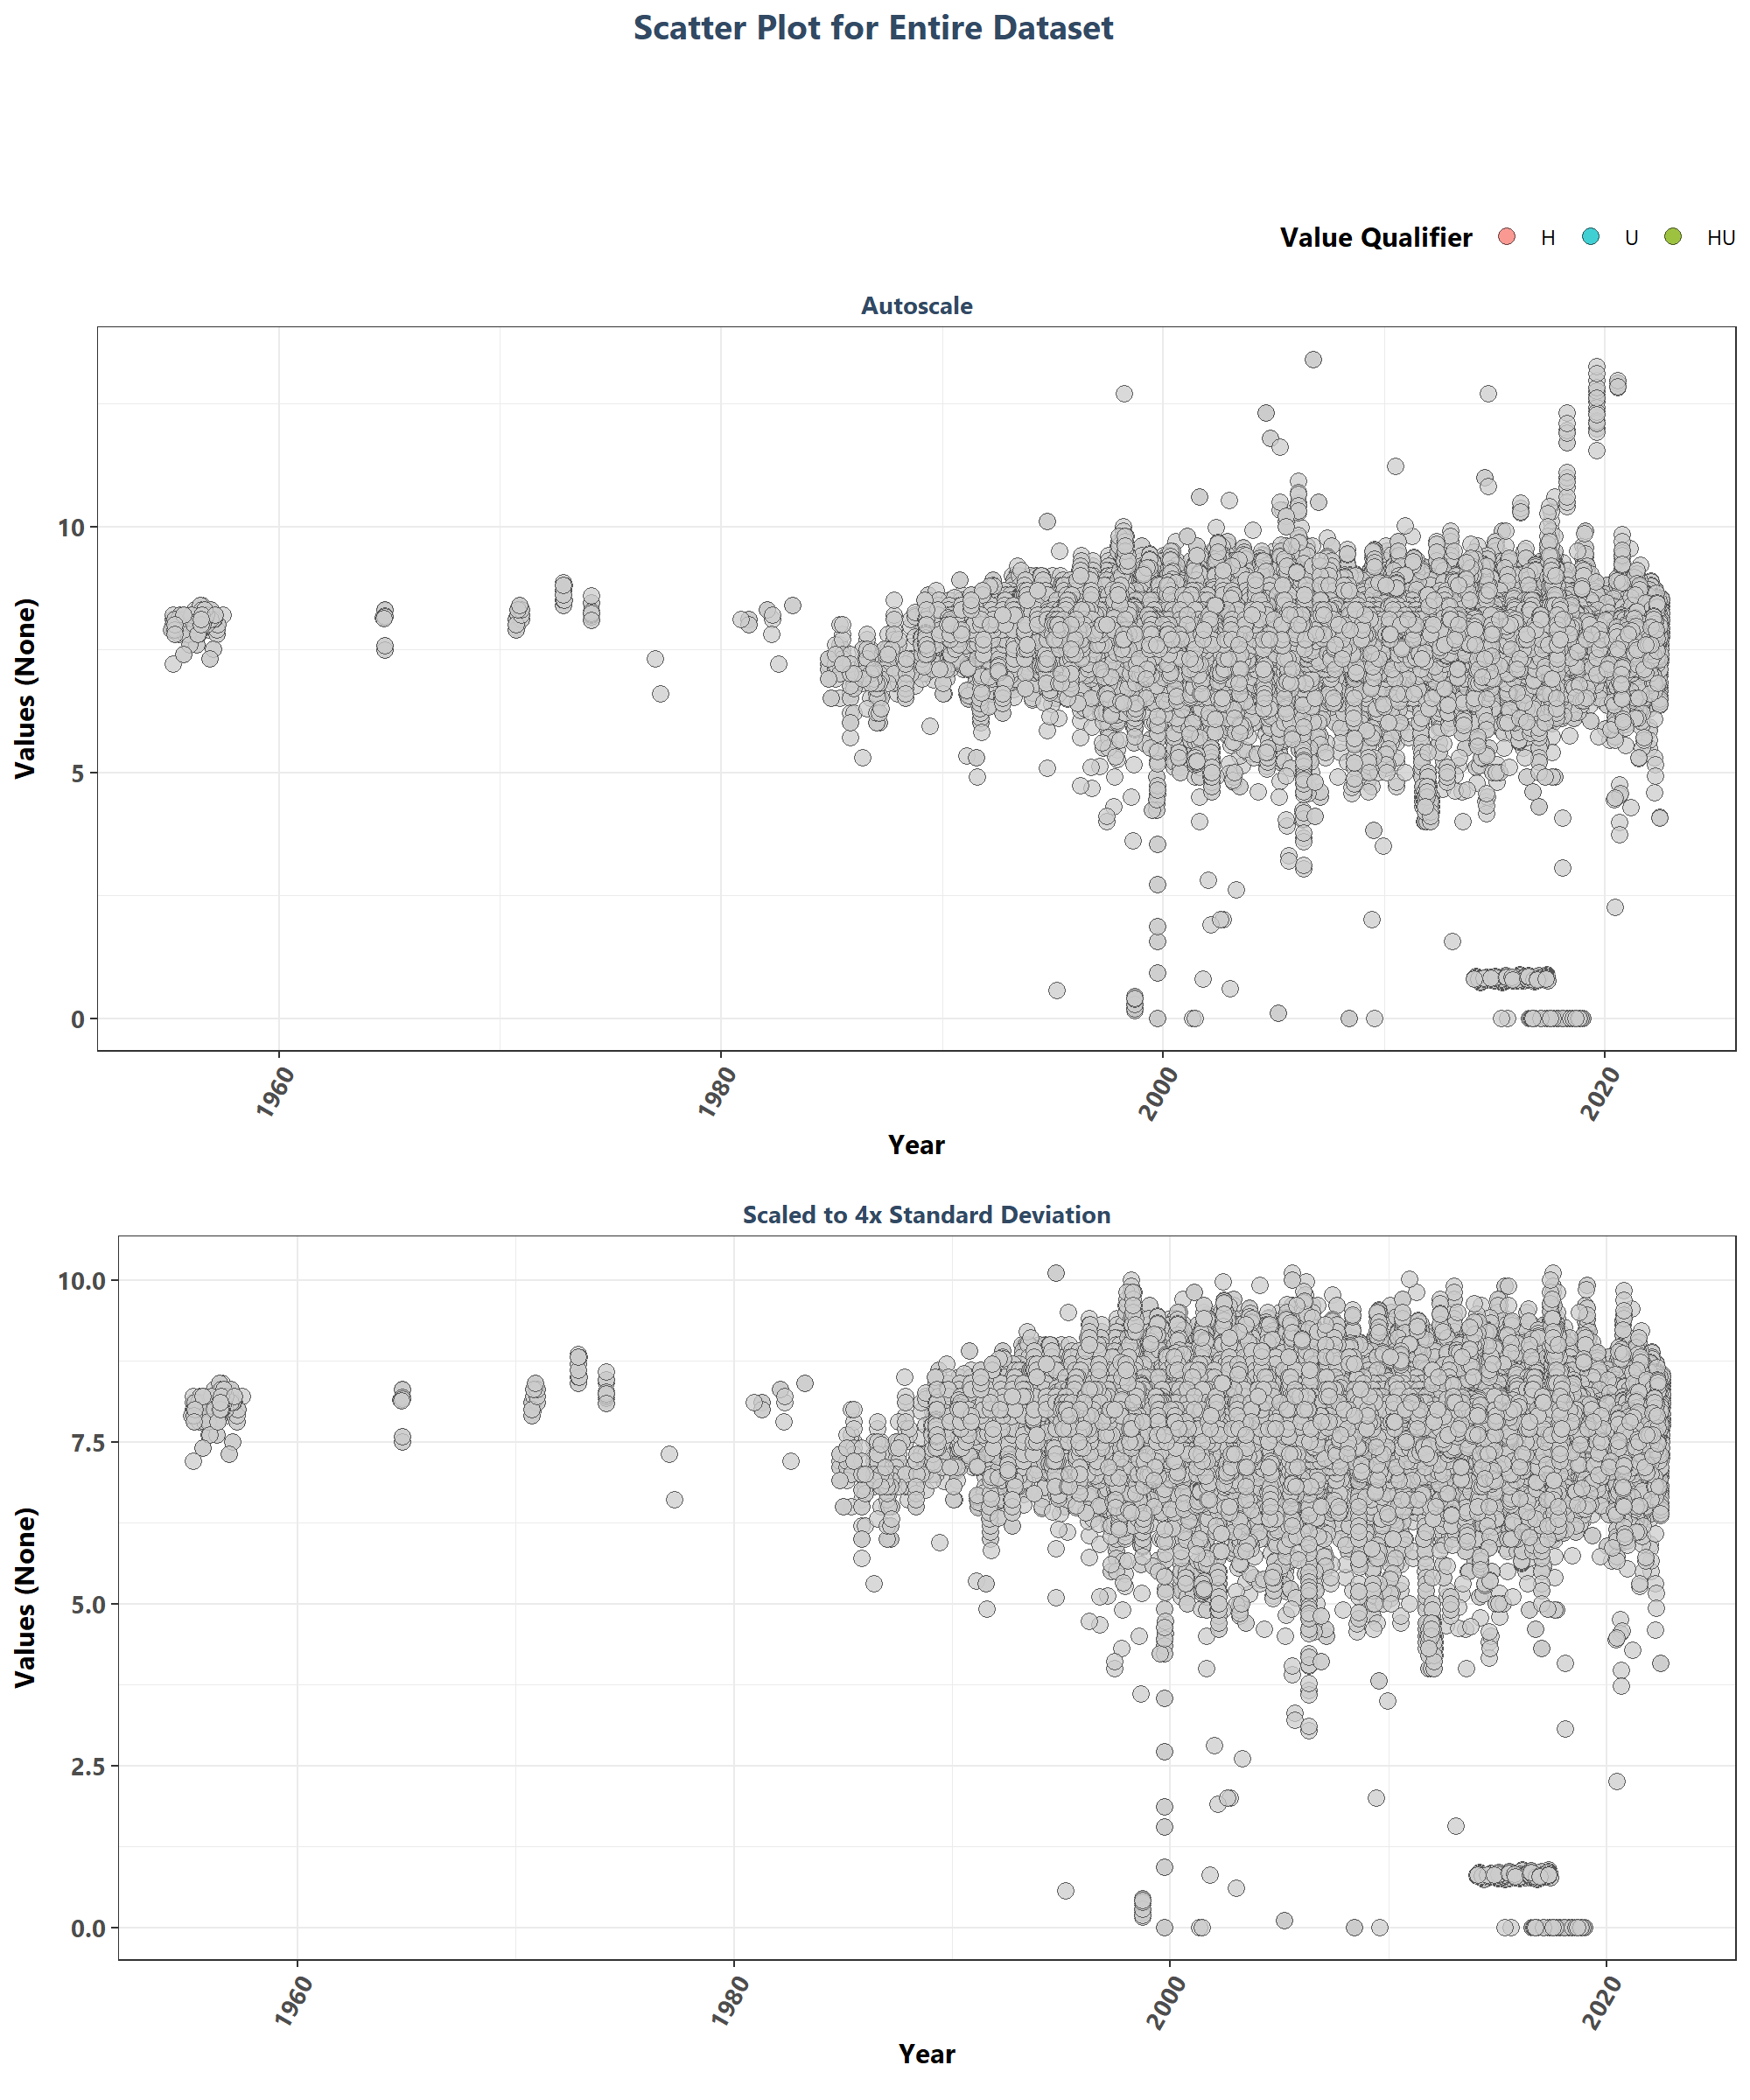 Scatter Plot for Entire Dataset
Value Qualifier H U HU
Autoscale
Values (None)
10
5
0
1960 1980 2000 2020
Year
Scaled to 4x Standard Deviation
Values (None)
10.0
7.5
5.0
2.5
0.0
1960 1980 2000 2020
Year